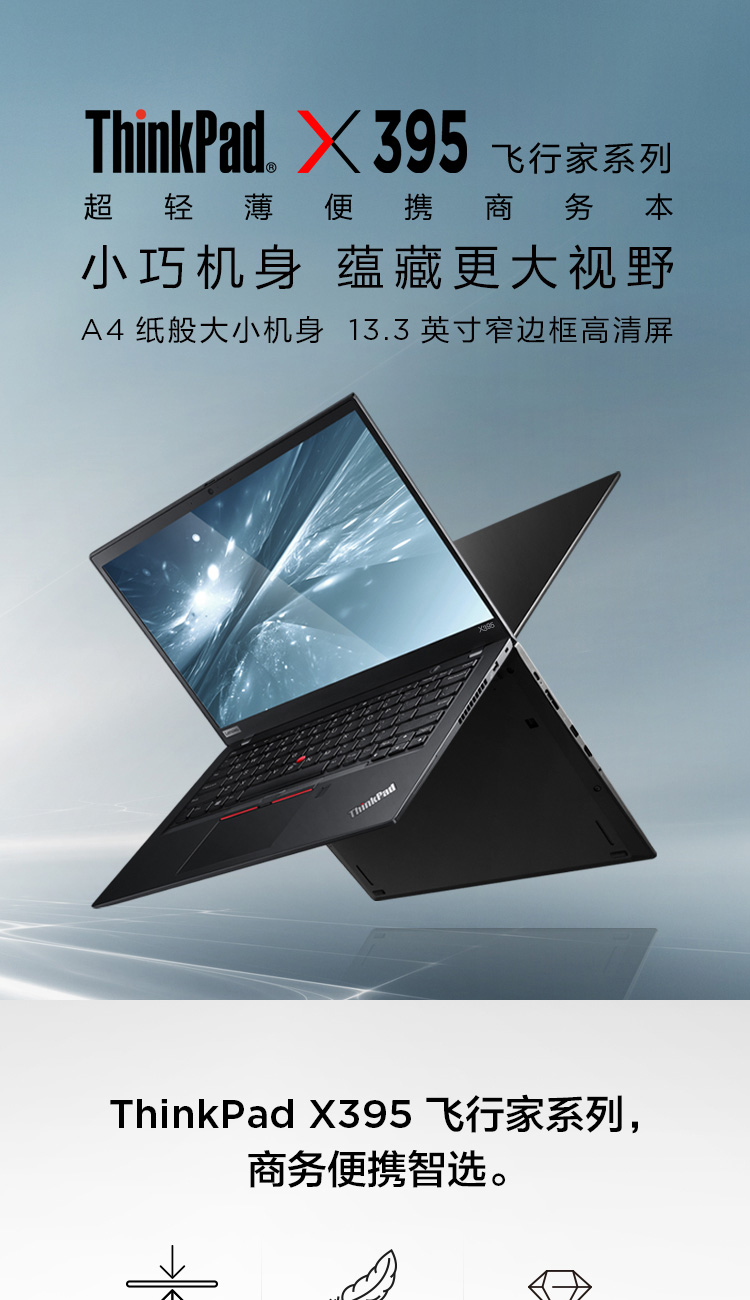 ThinkPad® X395 飞行家系列
超轻薄便携商务本
小巧机身 蕴藏更大视野
A4 纸般大小机身 13.3 英寸窄边框高清屏
X395
Lenovo
ThinkPad
ThinkPad X395 飞行家系列，
商务便携智选。